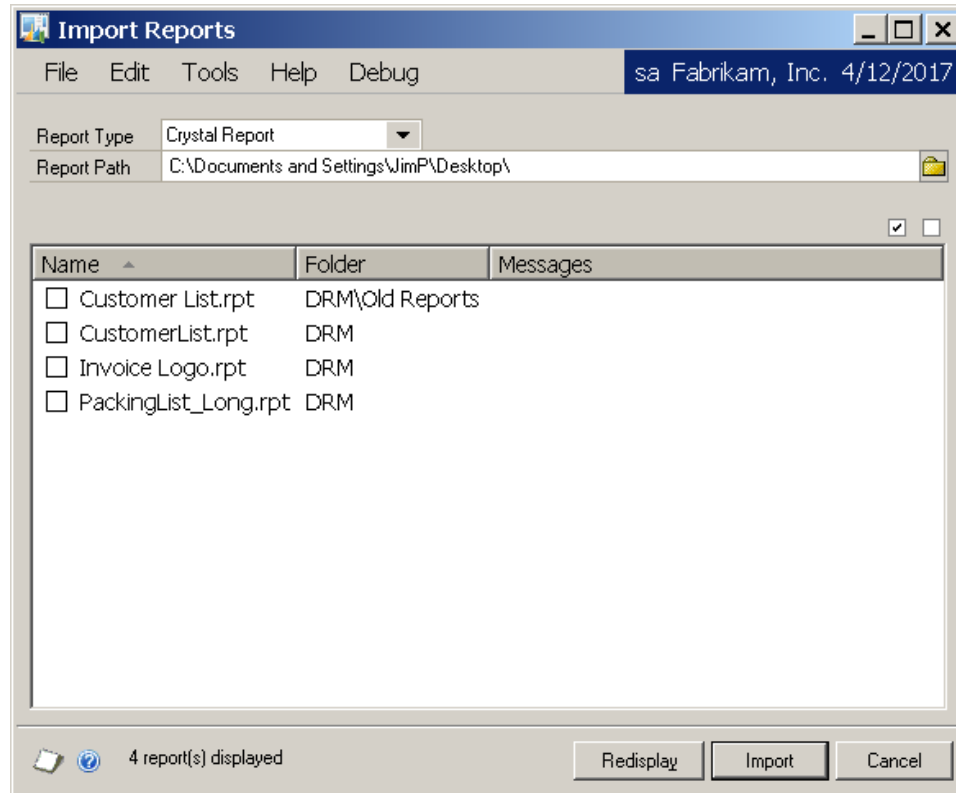 Import Reports
File Edit Tools Help Debug sa Fabrikam, Inc. 4/12/2017
Report Type Crystal Report
Report Path C:\Documents and Settings\JimP\Desktop\
Name Folder Messages
Customer List.rpt DRM\Old Reports
CustomerList.rpt DRM
Invoice Logo.rpt DRM
PackingList_Long.rpt DRM
4 report(s) displayed Redisplay Import Cancel